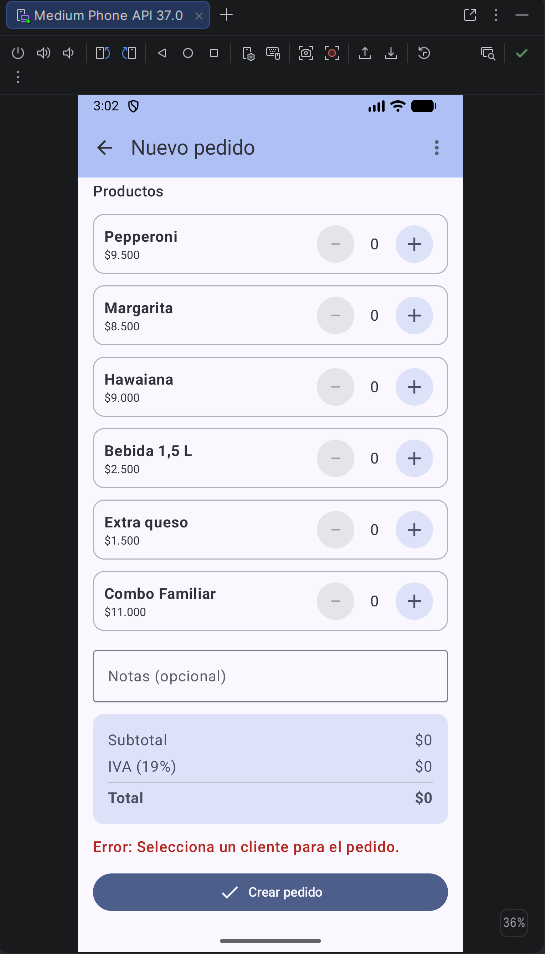 Medium Phone API 37.0
3:02
Nuevo pedido
Productos
Pepperoni
$9.500
0
Margarita
$8.500
0
Hawaiana
$9.000
0
Bebida 1,5 L
$2.500
0
Extra queso
$1.500
0
Combo Familiar
$11.000
0
Notas (opcional)
Subtotal $0
IVA (19%) $0
Total $0
Error: Selecciona un cliente para el pedido.
Crear pedido
36%